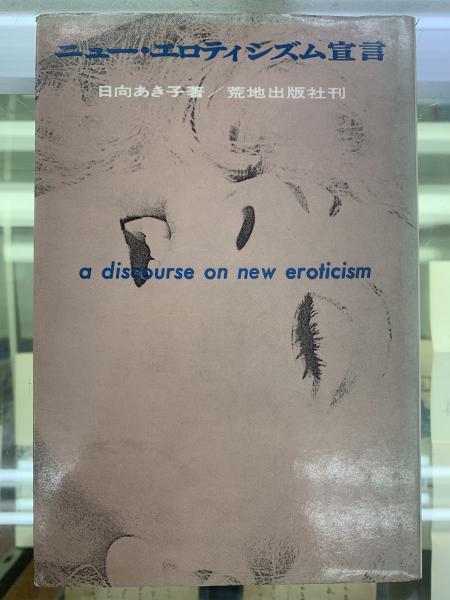 ニュー・エロティシズム宣言
日向あき子著／荒地出版社刊
a discourse on new eroticism